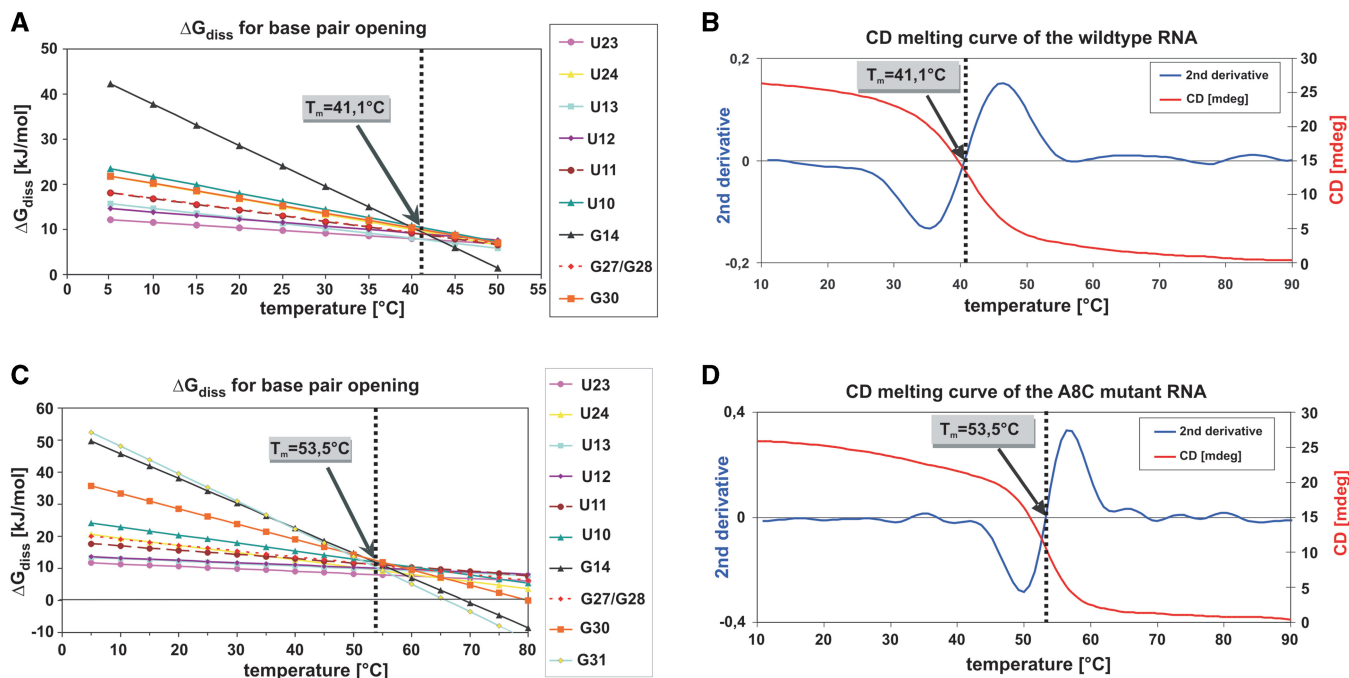 A
ΔGdiss for base pair opening
ΔGdiss [kJ/mol]
50
40
30
20
10
0
Tm=41,1°C
0 5 10 15 20 25 30 35 40 45 50 55
temperature [°C]
U23
U24
U13
U12
U11
U10
G14
G27/G28
G30
B
CD melting curve of the wildtype RNA
2nd derivative
0,2
0
-0,2
Tm=41,1°C
2nd derivative
CD [mdeg]
30
25
20
15
10
5
0
CD [mdeg]
10 20 30 40 50 60 70 80 90
temperature [°C]
C
ΔGdiss for base pair opening
ΔGdiss [kJ/mol]
60
50
40
30
20
10
0
-10
Tm=53,5°C
0 10 20 30 40 50 60 70 80
temperature [°C]
U23
U24
U13
U12
U11
U10
G14
G27/G28
G30
G31
D
CD melting curve of the A8C mutant RNA
2nd derivative
0,4
0
-0,4
Tm=53,5°C
2nd derivative
CD [mdeg]
30
25
20
15
10
5
0
CD [mdeg]
10 20 30 40 50 60 70 80 90
temperature [°C]